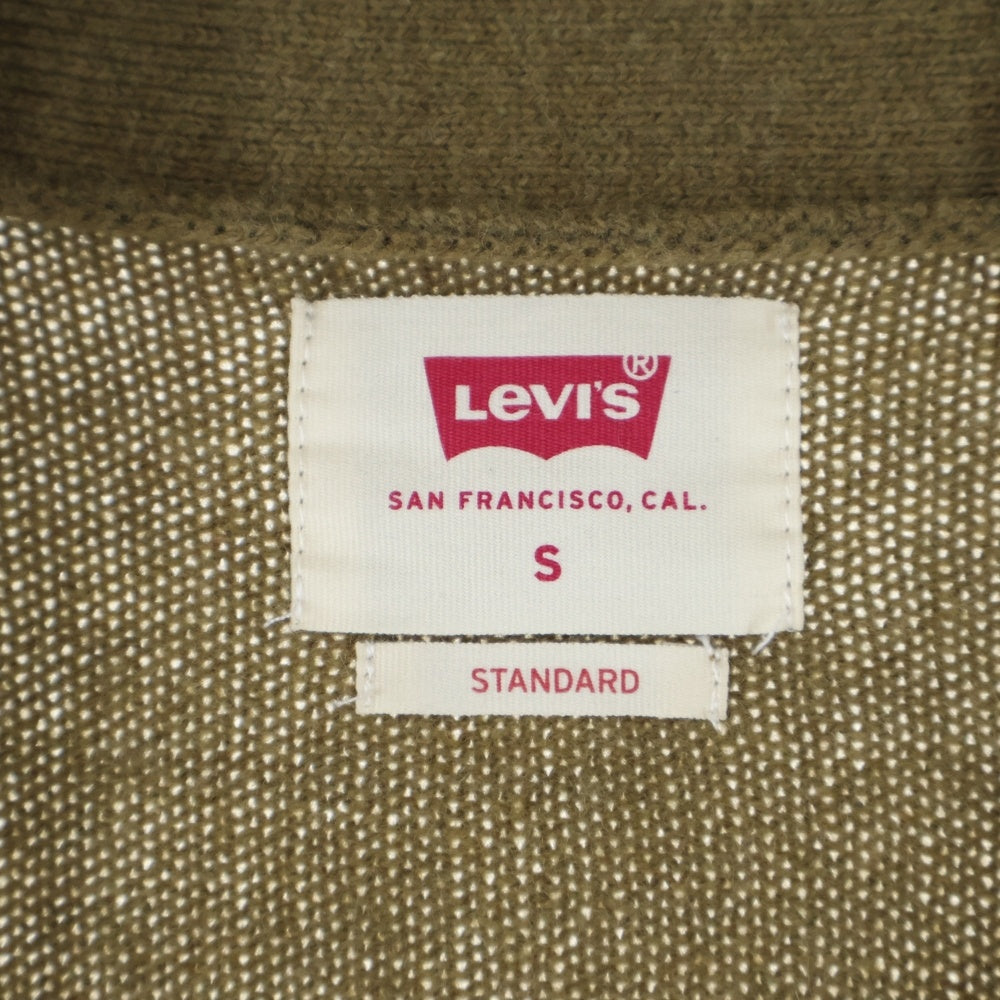 Levi's®
SAN FRANCISCO, CAL.
S
STANDARD